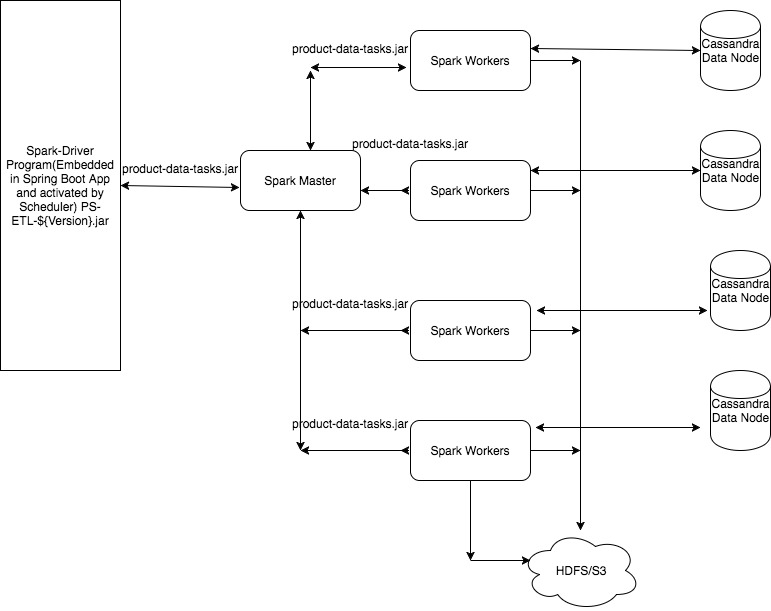 product-data-tasks.jar
Spark Workers
Cassandra
Data Node
Spark-Driver
Program(Embedded
in Spring Boot App
and activated by
Scheduler) PS-
ETL-${Version}.jar
product-data-tasks.jar
Spark Master
product-data-tasks.jar
Spark Workers
Cassandra
Data Node
product-data-tasks.jar
Spark Workers
Cassandra
Data Node
product-data-tasks.jar
Spark Workers
Cassandra
Data Node
HDFS/S3